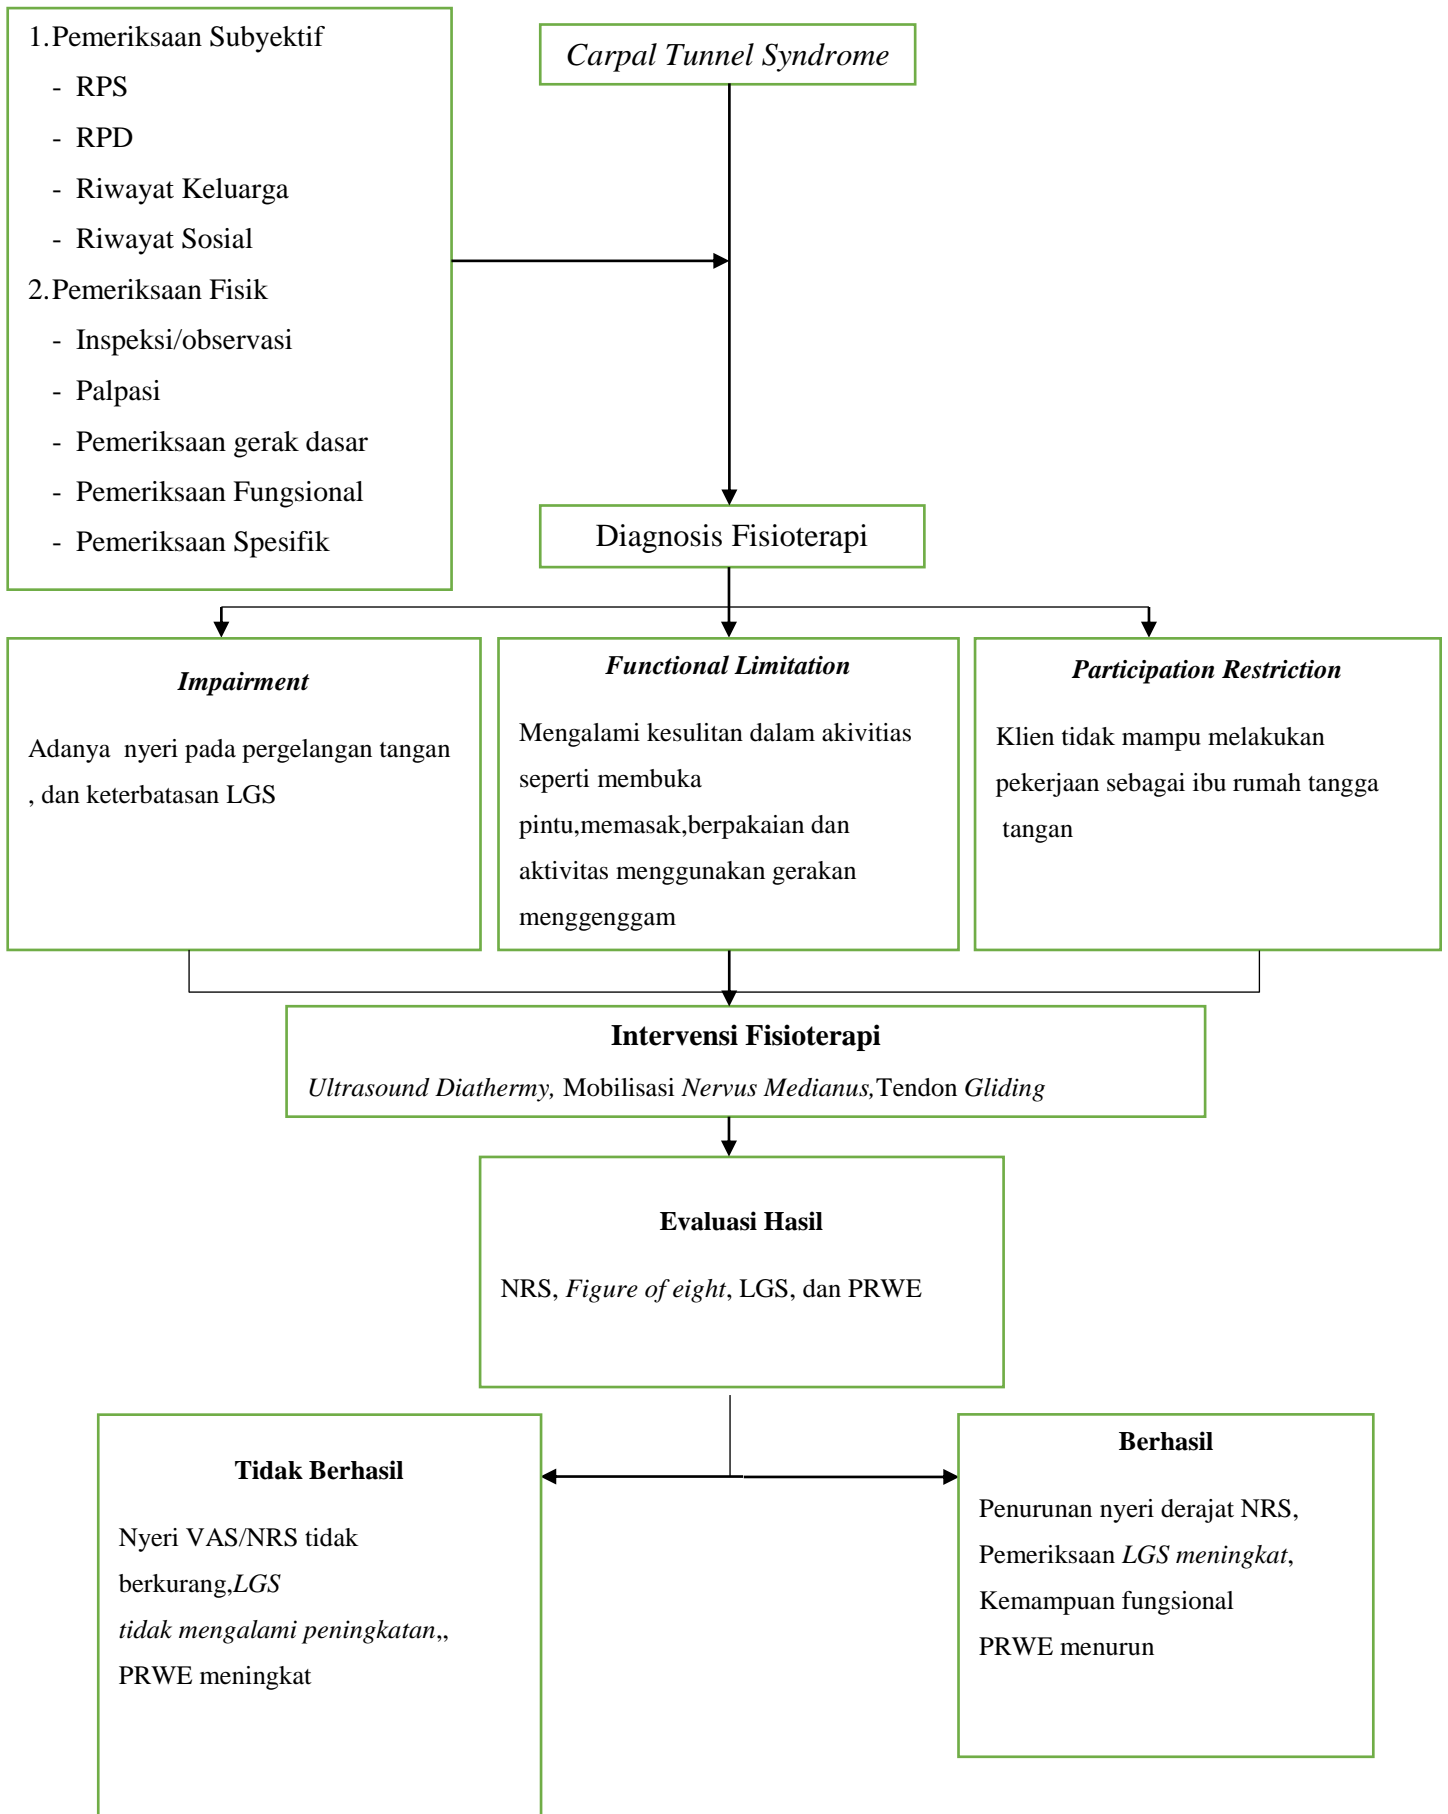 1.Pemeriksaan Subyektif
- RPS
- RPD
- Riwayat Keluarga
- Riwayat Sosial
2.Pemeriksaan Fisik
- Inspeksi/observasi
- Palpasi
- Pemeriksaan gerak dasar
- Pemeriksaan Fungsional
- Pemeriksaan Spesifik
Carpal Tunnel Syndrome
Diagnosis Fisioterapi
Impairment
Adanya nyeri pada pergelangan tangan
, dan keterbatasan LGS
Functional Limitation
Mengalami kesulitan dalam akivitias
seperti membuka
pintu,memasak,berpakaian dan
aktivitas menggunakan gerakan
menggenggam
Participation Restriction
Klien tidak mampu melakukan
pekerjaan sebagai ibu rumah tangga
tangan
Intervensi Fisioterapi
Ultrasound Diathermy, Mobilisasi Nervus Medianus,Tendon Gliding
Evaluasi Hasil
NRS, Figure of eight, LGS, dan PRWE
Tidak Berhasil
Nyeri VAS/NRS tidak
berkurang,LGS
tidak mengalami peningkatan,,
PRWE meningkat
Berhasil
Penurunan nyeri derajat NRS,
Pemeriksaan LGS meningkat,
Kemampuan fungsional
PRWE menurun